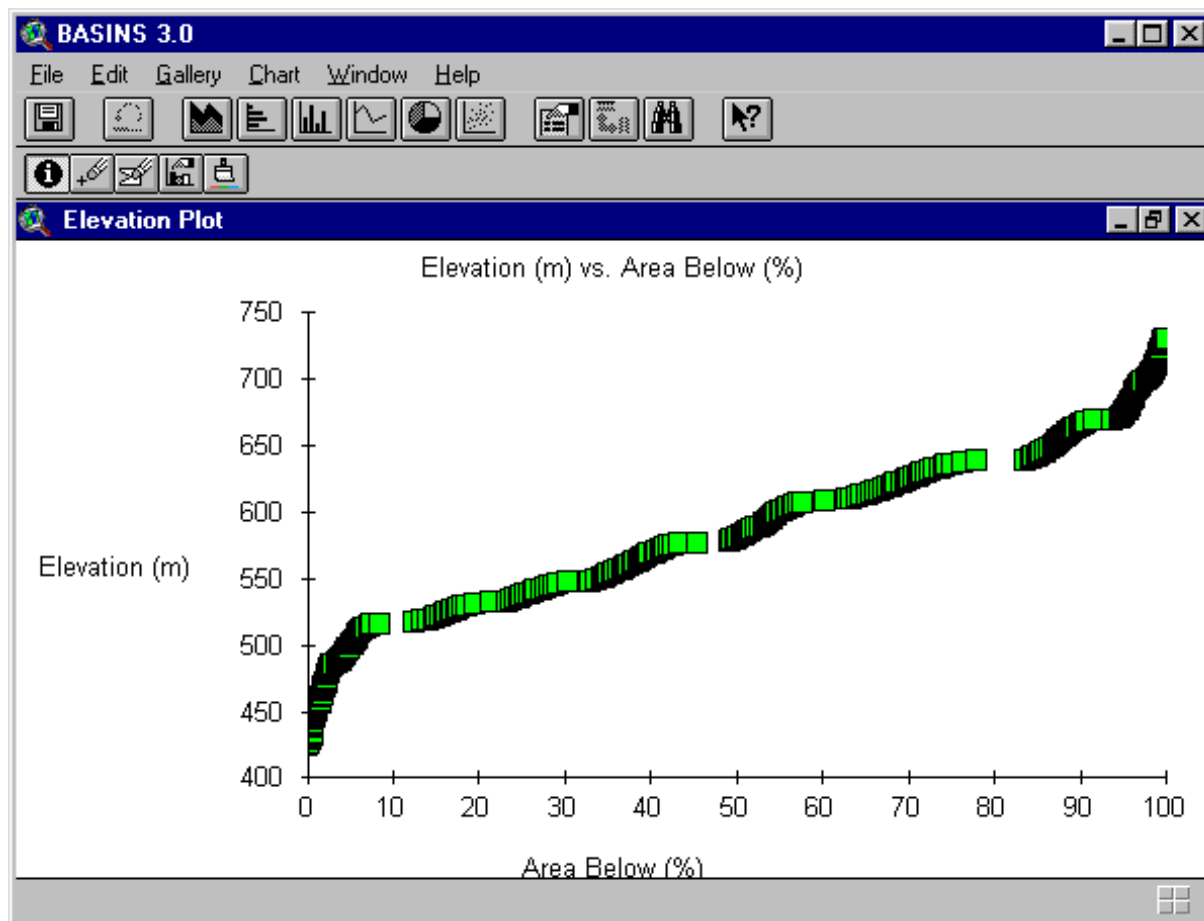 BASINS 3.0
File Edit Gallery Chart Window Help
Elevation Plot
Elevation (m) vs. Area Below (%)
750
700
650
600
Elevation (m)
550
500
450
400
0 10 20 30 40 50 60 70 80 90 100
Area Below (%)